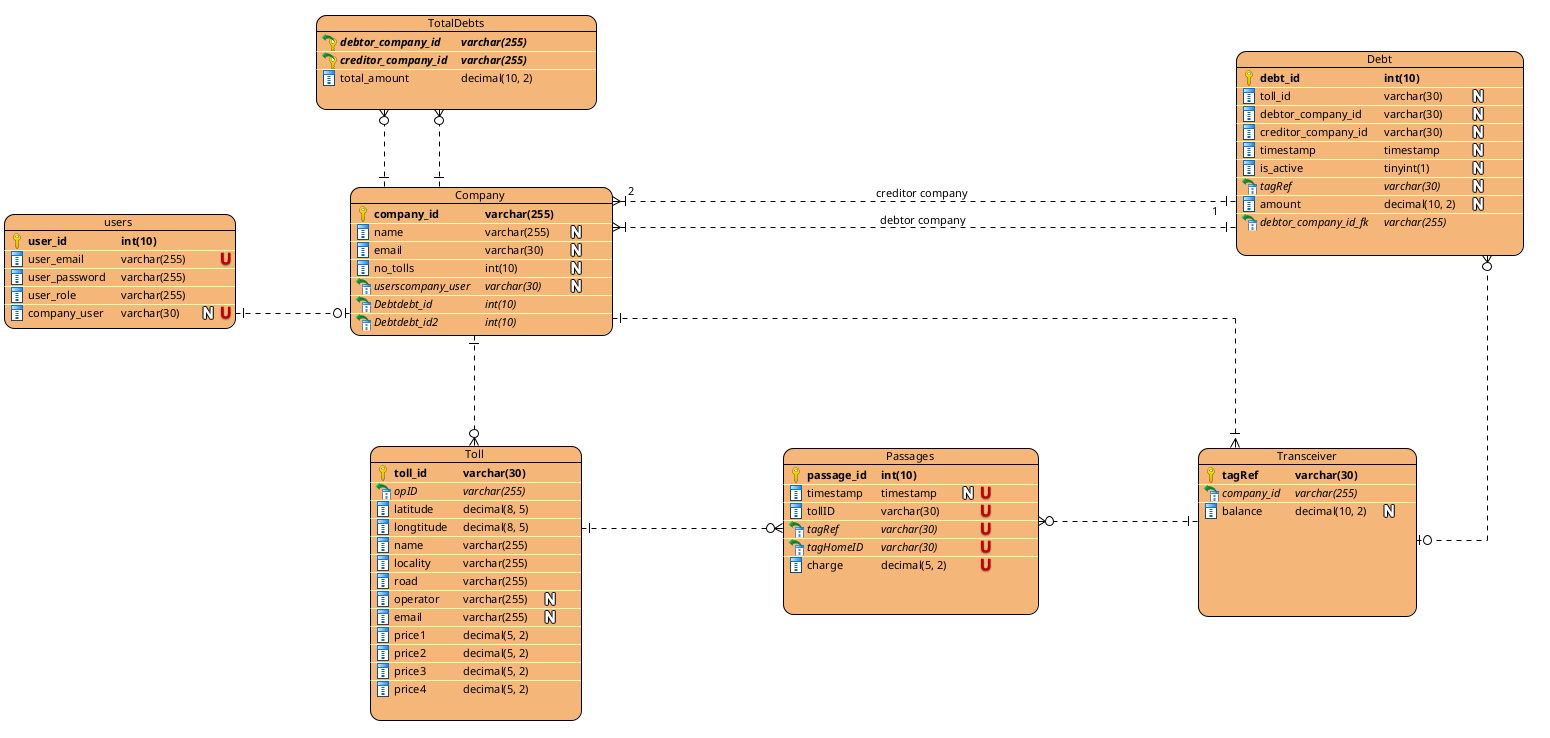 TotalDebts
debtor_company_id varchar(255)
creditor_company_id varchar(255)
total_amount decimal(10, 2)
Debt
debt_id int(10)
toll_id varchar(30) N
debtor_company_id varchar(30) N
creditor_company_id varchar(30) N
timestamp timestamp N
is_active tinyint(1) N
tagRef varchar(30) N
amount decimal(10, 2) N
debtor_company_id_fk varchar(255)
2 creditor company
1
debtor company
Company
company_id varchar(255)
name varchar(255) N
email varchar(30) N
no_tolls int(10) N
userscompany_user varchar(30) N
Debtdebt_id int(10)
Debtdebt_id2 int(10)
users
user_id int(10)
user_email varchar(255) U
user_password varchar(255)
user_role varchar(255)
company_user varchar(30) N U
Toll
toll_id varchar(30)
opID varchar(255)
latitude decimal(8, 5)
longtitude decimal(8, 5)
name varchar(255)
locality varchar(255)
road varchar(255)
operator varchar(255) N
email varchar(255) N
price1 decimal(5, 2)
price2 decimal(5, 2)
price3 decimal(5, 2)
price4 decimal(5, 2)
Passages
passage_id int(10)
timestamp timestamp N U
tollID varchar(30) U
tagRef varchar(30) U
tagHomeID varchar(30) U
charge decimal(5, 2) U
Transceiver
tagRef varchar(30)
company_id varchar(255)
balance decimal(10, 2) N